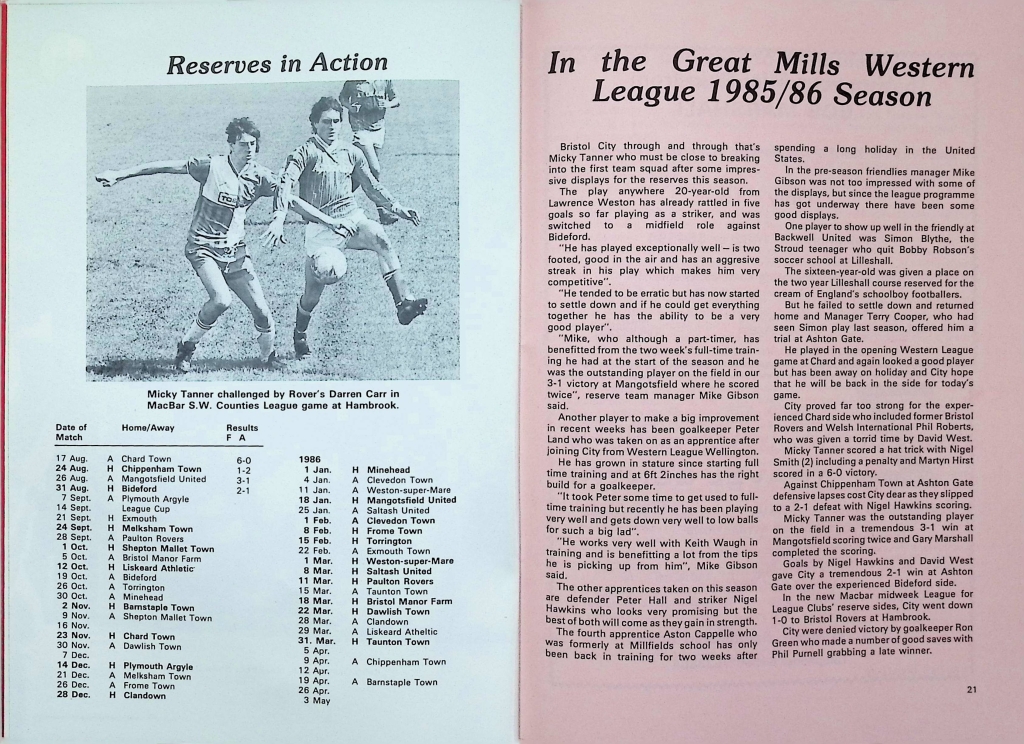 Reserves in Action
Micky Tanner challenged by Rover's Darren Carr in
MacBar S.W. Counties League game at Hambrook.
Date of Match Home/Away Results F A
17 Aug. A Chard Town 6-0
24 Aug. H Chippenham Town 1-2
26 Aug. A Mangotsfield United 3-1
31 Aug. H Bideford 2-1
7 Sept. A Plymouth Argyle
14 Sept. League Cup
21 Sept. H Exmouth
24 Sept. H Melksham Town
28 Sept. A Paulton Rovers
1 Oct. H Shepton Mallet Town
5 Oct. A Bristol Manor Farm
12 Oct. H Liskeard Athletic
19 Oct. A Bideford
26 Oct. A Torrington
30 Oct. A Minehead
2 Nov. H Barnstaple Town
9 Nov. A Shepton Mallet Town
16 Nov.
23 Nov. H Chard Town
30 Nov. A Dawlish Town
7 Dec.
14 Dec. H Plymouth Argyle
21 Dec. A Melksham Town
26 Dec. A Frome Town
28 Dec. H Clandown
1986
1 Jan. H Minehead
4 Jan. A Clevedon Town
11 Jan. A Weston-super-Mare
18 Jan. H Mangotsfield United
25 Jan. A Saltash United
1 Feb. A Clevedon Town
8 Feb. H Frome Town
15 Feb. H Torrington
22 Feb. A Exmouth Town
1 Mar. H Weston-super-Mare
8 Mar. H Saltash United
11 Mar. H Paulton Rovers
15 Mar. A Taunton Town
18 Mar. H Bristol Manor Farm
22 Mar. H Dawlish Town
28 Mar. A Clandown
29 Mar. A Liskeard Atheltic
31. Mar. H Taunton Town
5 Apr.
9 Apr. A Chippenham Town
12 Apr.
19 Apr. A Barnstaple Town
26 Apr.
3 May
In the Great Mills Western
League 1985/86 Season
Bristol City through and through that's
Micky Tanner who must be close to breaking
into the first team squad after some impres-
sive displays for the reserves this season.
The play anywhere 20-year-old from
Lawrence Weston has already rattled in five
goals so far playing as a striker, and was
switched to a midfield role against
Bideford.
"He has played exceptionally well – is two
footed, good in the air and has an aggresive
streak in his play which makes him very
competitive".
"He tended to be erratic but has now started
to settle down and if he could get everything
together he has the ability to be a very
good player".
"Mike, who although a part-timer, has
benefitted from the two week's full-time train-
ing he had at the start of the season and he
was the outstanding player on the field in our
3-1 victory at Mangotsfield where he scored
twice", reserve team manager Mike Gibson
said.
Another player to make a big improvement
in recent weeks has been goalkeeper Peter
Land who was taken on as an apprentice after
joining City from Western League Wellington.
He has grown in stature since starting full
time training and at 6ft 2inches has the right
build for a goalkeeper.
"It took Peter some time to get used to full-
time training but recently he has been playing
very well and gets down very well to low balls
for such a big lad".
"He works very well with Keith Waugh in
training and is benefitting a lot from the tips
he is picking up from him", Mike Gibson
said.
The other apprentices taken on this season
are defender Peter Hall and striker Nigel
Hawkins who looks very promising but the
best of both will come as they gain in strength.
The fourth apprentice Aston Cappelle who
was formerly at Millfields school has only
been back in training for two weeks after
spending a long holiday in the United
States.
In the pre-season friendlies manager Mike
Gibson was not too impressed with some of
the displays, but since the league programme
has got underway there have been some
good displays.
One player to show up well in the friendly at
Backwell United was Simon Blythe, the
Stroud teenager who quit Bobby Robson's
soccer school at Lilleshall.
The sixteen-year-old was given a place on
the two year Lilleshall course reserved for the
cream of England's schoolboy footballers.
But he failed to settle down and returned
home and Manager Terry Cooper, who had
seen Simon play last season, offered him a
trial at Ashton Gate.
He played in the opening Western League
game at Chard and again looked a good player
but has been away on holiday and City hope
that he will be back in the side for today's
game.
City proved far too strong for the exper-
ienced Chard side who included former Bristol
Rovers and Welsh International Phil Roberts,
who was given a torrid time by David West.
Micky Tanner scored a hat trick with Nigel
Smith (2) including a penalty and Martyn Hirst
scored in a 6-0 victory.
Against Chippenham Town at Ashton Gate
defensive lapses cost City dear as they slipped
to a 2-1 defeat with Nigel Hawkins scoring.
Micky Tanner was the outstanding player
on the field in a tremendous 3-1 win at
Mangotsfield scoring twice and Gary Marshall
completed the scoring.
Goals by Nigel Hawkins and David West
gave City a tremendous 2-1 win at Ashton
Gate over the experienced Bideford side.
In the new Macbar midweek League for
League Clubs' reserve sides, City went down
1-0 to Bristol Rovers at Hambrook.
City were denied victory by goalkeeper Ron
Green who made a number of good saves with
Phil Purnell grabbing a late winner.
21